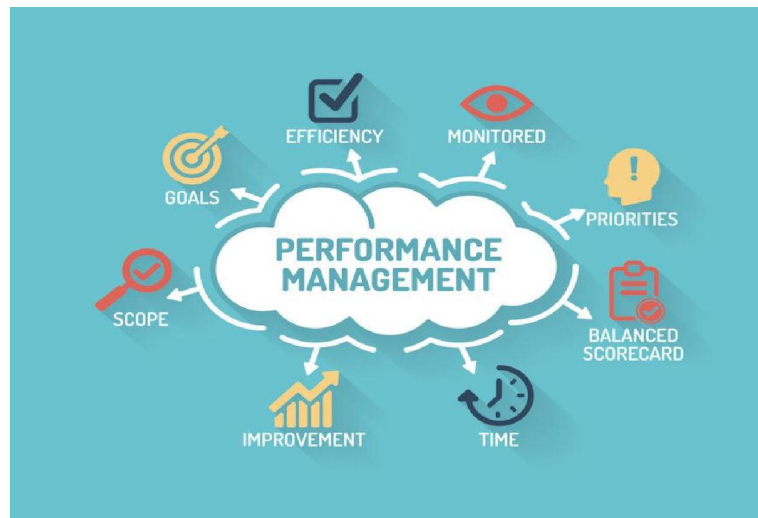 EFFICIENCY
MONITORED
GOALS
PRIORITIES
PERFORMANCE
MANAGEMENT
SCOPE
BALANCED
SCORECARD
IMPROVEMENT
TIME